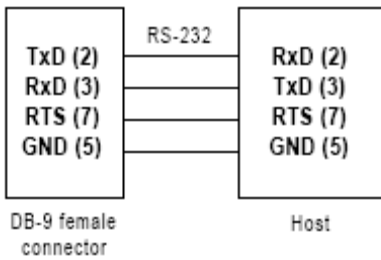 RS-232
TxD (2)
RxD (3)
RTS (7)
GND (5)
RxD (2)
TxD (3)
RTS (7)
GND (5)
DB-9 female
connector
Host